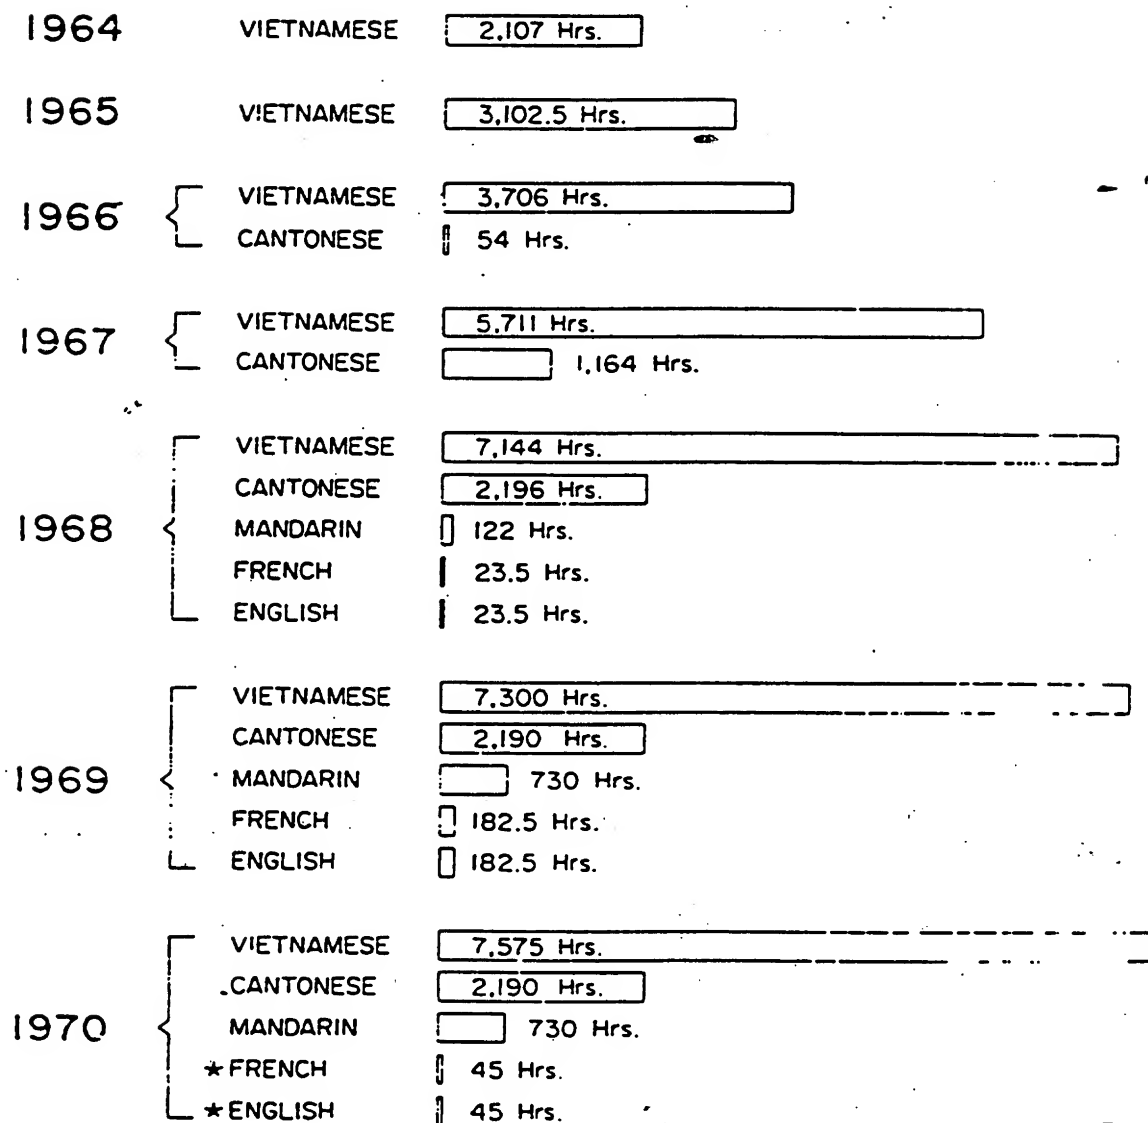 1964 VIETNAMESE 2,107 Hrs.
1965 VIETNAMESE 3,102.5 Hrs.
1966 VIETNAMESE 3,706 Hrs.
CANTONESE 54 Hrs.
1967 VIETNAMESE 5,711 Hrs.
CANTONESE 1,164 Hrs.
1968 VIETNAMESE 7,144 Hrs.
CANTONESE 2,196 Hrs.
MANDARIN 122 Hrs.
FRENCH 23.5 Hrs.
ENGLISH 23.5 Hrs.
1969 VIETNAMESE 7,300 Hrs.
CANTONESE 2,190 Hrs.
MANDARIN 730 Hrs.
FRENCH 182.5 Hrs.
ENGLISH 182.5 Hrs.
1970 VIETNAMESE 7,575 Hrs.
CANTONESE 2,190 Hrs.
MANDARIN 730 Hrs.
★FRENCH 45 Hrs.
★ENGLISH 45 Hrs.